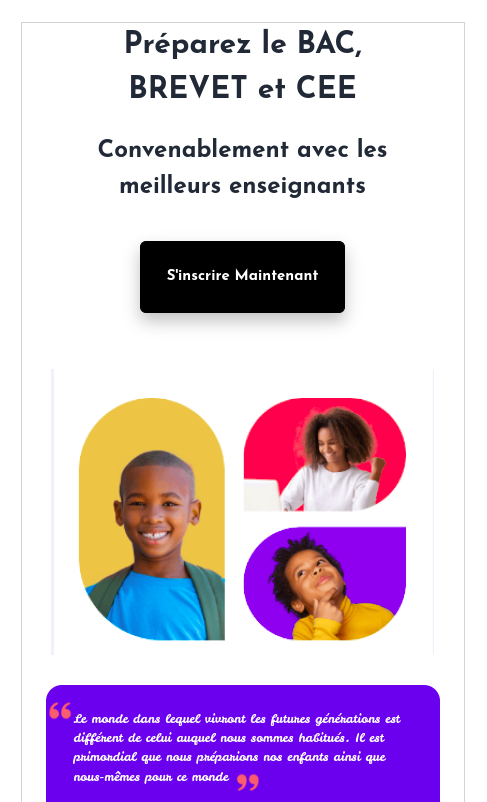 Préparez le BAC,
BREVET et CEE
Convenablement avec les
meilleurs enseignants
S'inscrire Maintenant
“ Le monde dans lequel vivront les futures générations est
différent de celui auquel nous sommes habitués. Il est
primordial que nous préparions nos enfants ainsi que
nous-mêmes pour ce monde ”